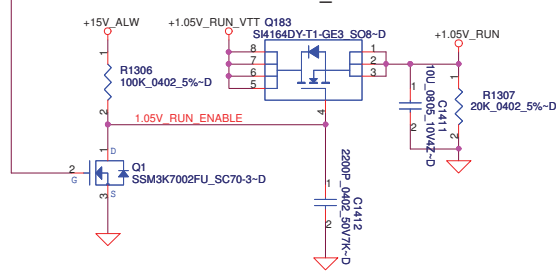 +15V_ALW
+1.05V_RUN_VTT
Q183
SI4164DY-T1-GE3_SO8~D
+1.05V_RUN
8
7
6
5
1
2
3
4
1
R1306
100K_0402_5%~D
2
1
2
C1411
10U_0805_10V4Z~D
1
R1307
20K_0402_5%~D
2
1.05V_RUN_ENABLE
1
D
2
G
Q1
SSM3K7002FU_SC70-3~D
3
S
1
2
C1412
2200P_0402_50V7K~D